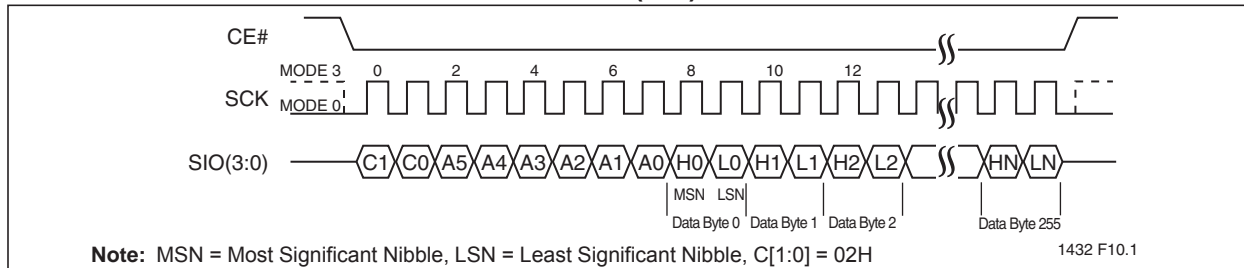 CE#
MODE 3 0 2 4 6 8 10 12
SCK
MODE 0
SIO(3:0) C1 C0 A5 A4 A3 A2 A1 A0 H0 L0 H1 L1 H2 L2 HN LN
MSN LSN
Data Byte 0 Data Byte 1 Data Byte 2 Data Byte 255
Note: MSN = Most Significant Nibble, LSN = Least Significant Nibble, C[1:0] = 02H
1432 F10.1